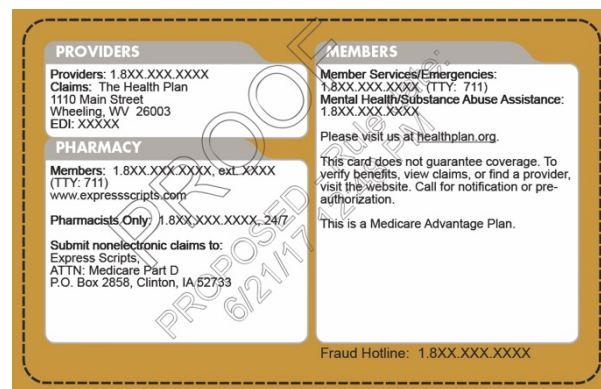 PROVIDERS
Providers: 1.8XX.XXX.XXXX
Claims: The Health Plan
1110 Main Street
Wheeling, WV 26003
EDI: XXXXX
PHARMACY
Members: 1.8XX.XXX.XXXX, ext. XXXX
(TTY: 711)
www.expressscripts.com
Pharmacists Only: 1.8XX.XXX.XXXX, 24/7
Submit nonelectronic claims to:
Express Scripts,
ATTN: Medicare Part D
P.O. Box 2858, Clinton, IA 52733
MEMBERS
Member Services/Emergencies:
1.8XX.XXX.XXXX (TTY: 711)
Mental Health/Substance Abuse Assistance:
1.8XX.XXX.XXXX
Please visit us at healthplan.org.
This card does not guarantee coverage. To
verify benefits, view claims, or find a provider,
visit the website. Call for notification or pre-
authorization.
This is a Medicare Advantage Plan.
Fraud Hotline: 1.8XX.XXX.XXXX
PROOF
PROPOSED
6/21/17
PM